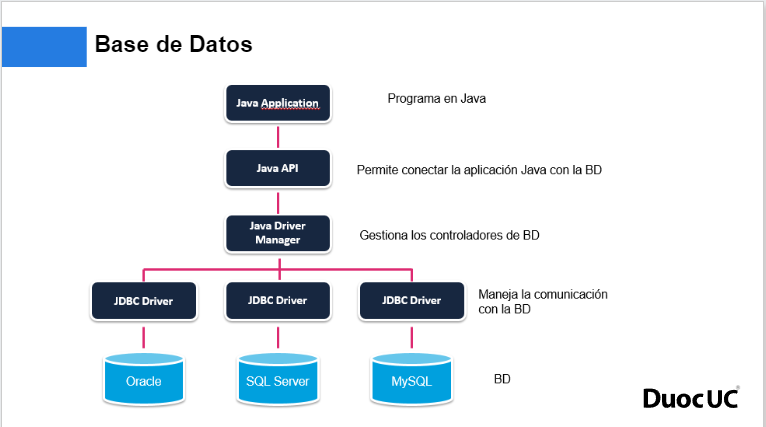 Base de Datos
Java Application
Programa en Java
Java API
Permite conectar la aplicación Java con la BD
Java Driver
Manager
Gestiona los controladores de BD
JDBC Driver
JDBC Driver
JDBC Driver
Maneja la comunicación
con la BD
Oracle
SQL Server
MySQL
BD
DuocUC